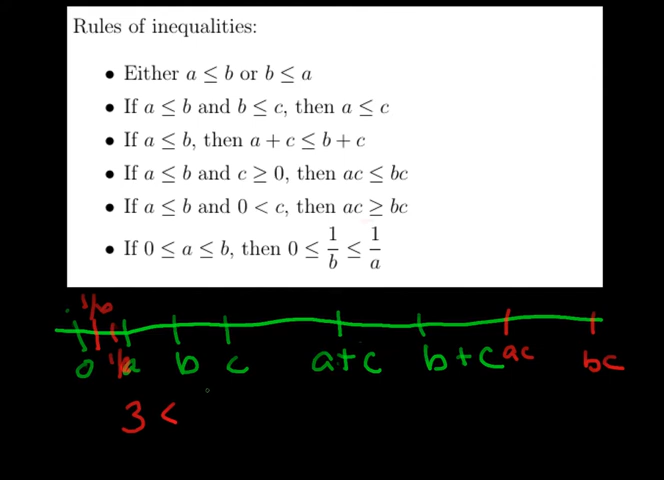 Rules of inequalities:
• Either a ≤ b or b ≤ a
• If a ≤ b and b ≤ c, then a ≤ c
• If a ≤ b, then a + c ≤ b + c
• If a ≤ b and c ≥ 0, then ac ≤ bc
• If a ≤ b and 0 < c, then ac ≥ bc
• If 0 ≤ a ≤ b, then 0 ≤ 1/b ≤ 1/a
1/b
0 1/a a b c a+c b+c ac bc
3 <